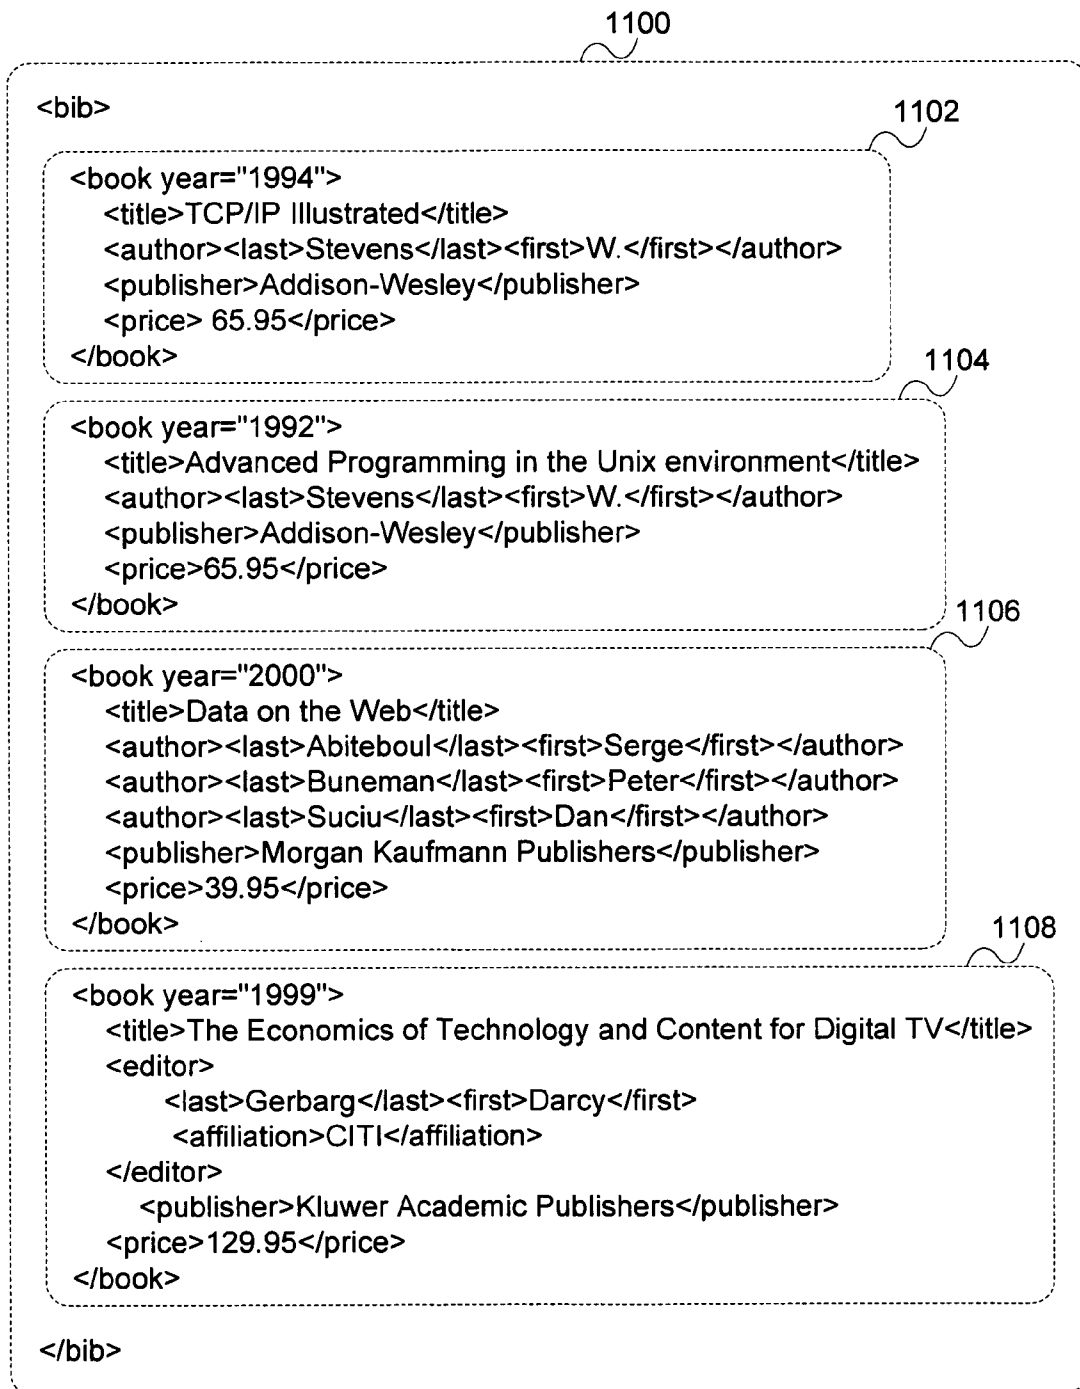 1100
<bib>
1102
<book year="1994">
<title>TCP/IP Illustrated</title>
<author><last>Stevens</last><first>W.</first></author>
<publisher>Addison-Wesley</publisher>
<price> 65.95</price>
</book>
1104
<book year="1992">
<title>Advanced Programming in the Unix environment</title>
<author><last>Stevens</last><first>W.</first></author>
<publisher>Addison-Wesley</publisher>
<price>65.95</price>
</book>
1106
<book year="2000">
<title>Data on the Web</title>
<author><last>Abiteboul</last><first>Serge</first></author>
<author><last>Buneman</last><first>Peter</first></author>
<author><last>Suciu</last><first>Dan</first></author>
<publisher>Morgan Kaufmann Publishers</publisher>
<price>39.95</price>
</book>
1108
<book year="1999">
<title>The Economics of Technology and Content for Digital TV</title>
<editor>
<last>Gerbarg</last><first>Darcy</first>
<affiliation>CITI</affiliation>
</editor>
<publisher>Kluwer Academic Publishers</publisher>
<price>129.95</price>
</book>
</bib>